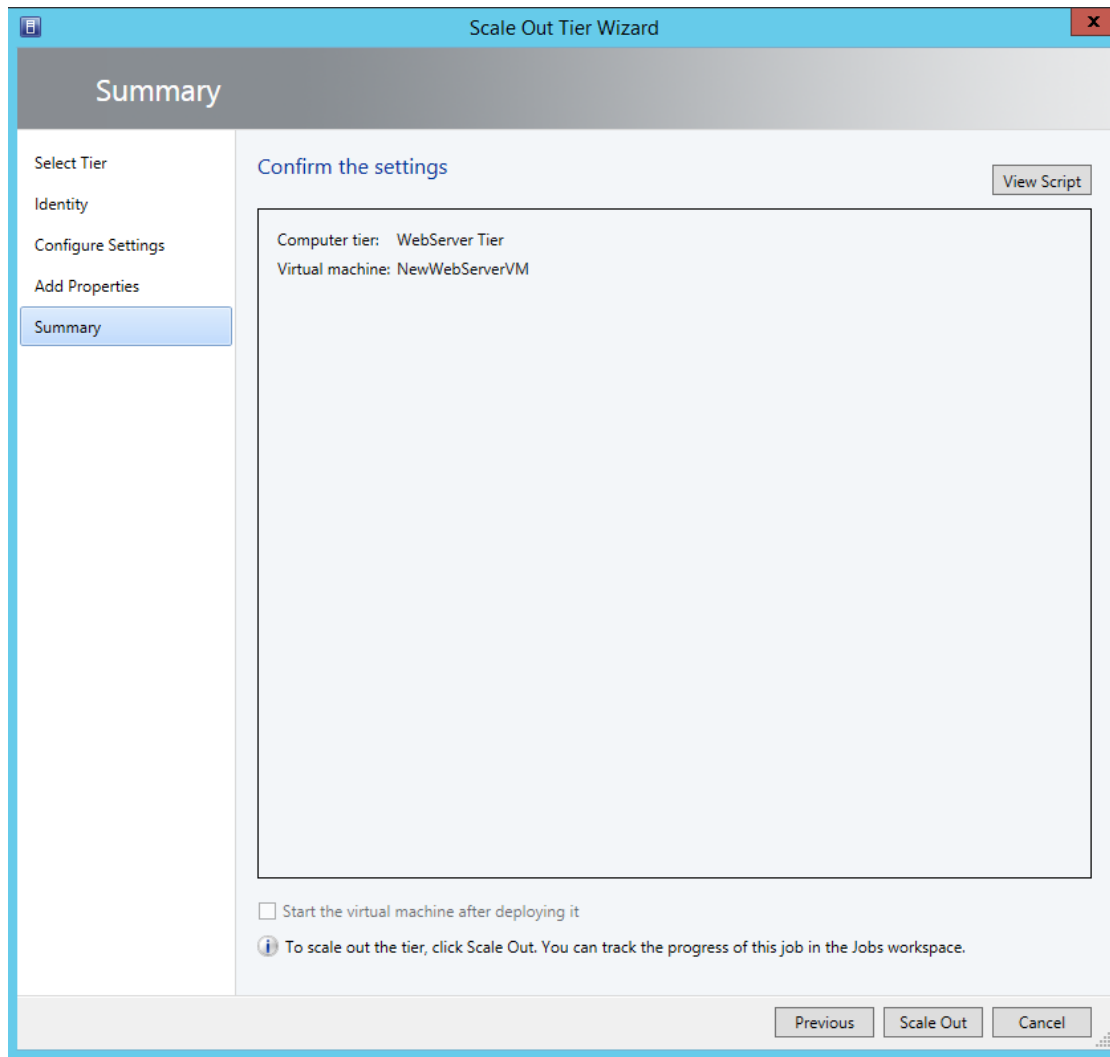 Scale Out Tier Wizard
x
Summary
Select Tier
Identity
Configure Settings
Add Properties
Summary
Confirm the settings
View Script
Computer tier: WebServer Tier
Virtual machine: NewWebServerVM
Start the virtual machine after deploying it
To scale out the tier, click Scale Out. You can track the progress of this job in the Jobs workspace.
Previous Scale Out Cancel